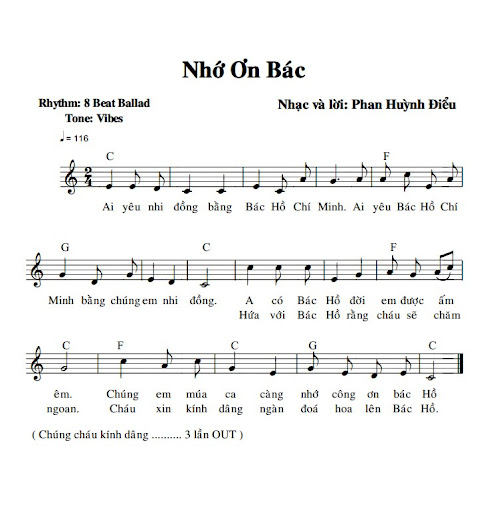 Nhớ Ơn Bác
Rhythm: 8 Beat Ballad
Nhạc và lời: Phan Huỳnh Điểu
Tone: Vibes
♩ = 116
C F
2
4
Ai yêu nhi đồng bằng Bác Hồ Chí Minh. Ai yêu Bác Hồ Chí
G C G F
Minh bằng chúng em nhi đồng. A có Bác Hồ đời em được ấm
Hứa với Bác Hồ rằng cháu sẽ chăm
C F C G C
êm. Chúng em múa ca càng nhớ công ơn bác Hồ
ngoan. Cháu xin kính dâng ngàn đoá hoa lên Bác Hồ.
( Chúng cháu kính dâng .......... 3 lần OUT )